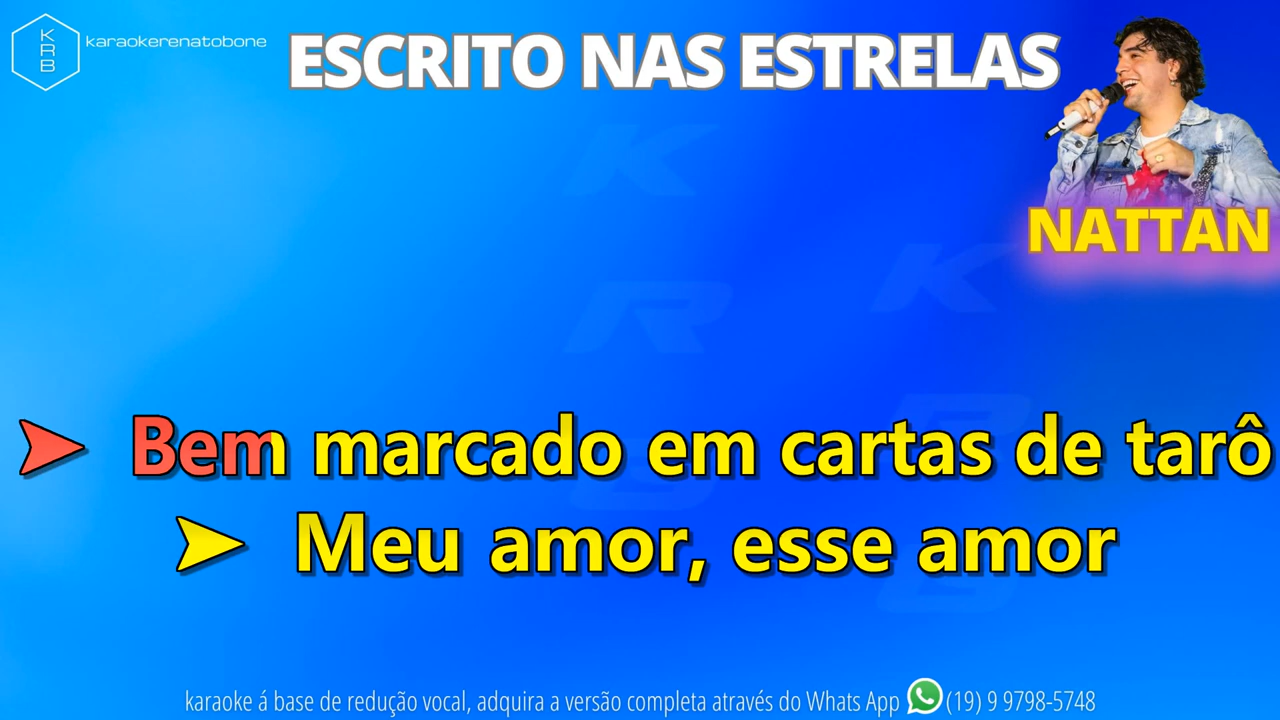 KRB
karaokerenatobone
ESCRITO NAS ESTRELAS
NATTAN
K
R
B
K
B
B
➤ Bem marcado em cartas de tarô
➤ Meu amor, esse amor
karaoke á base de redução vocal, adquira a versão completa através do Whats App (19) 9 9798-5748